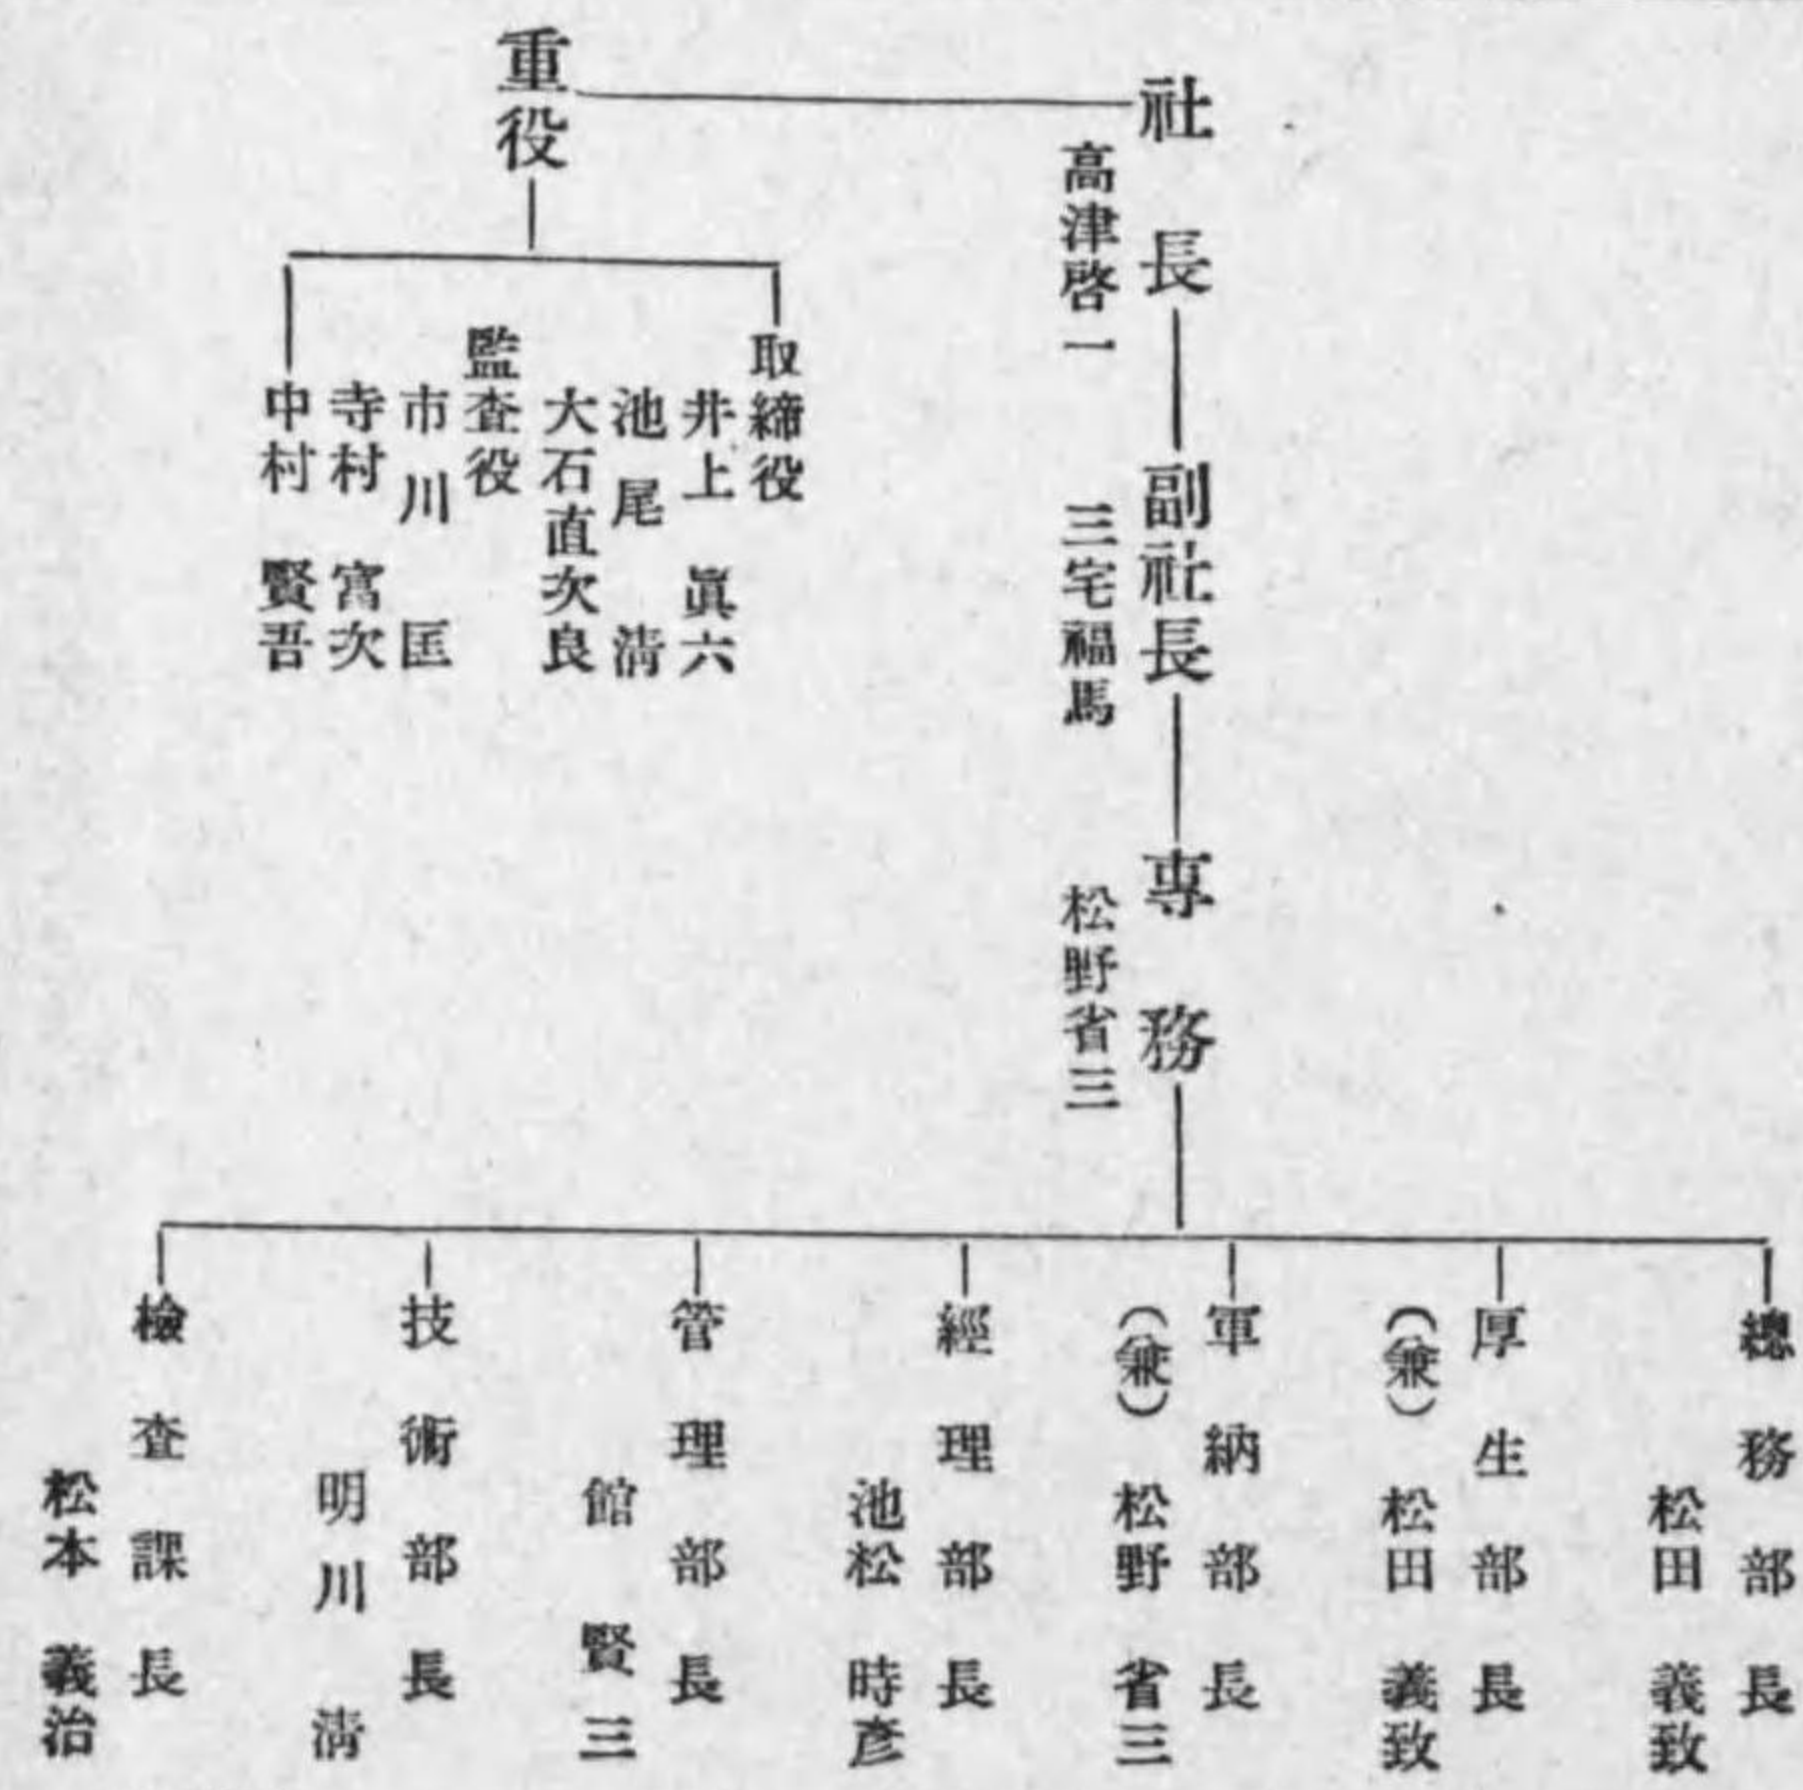 社長
高津啓一
副社長
三宅福馬
專務
松野省三
重役
取締役
井上眞六
池尾清
大石直次良
監査役
市川匡
寺村富次
中村賢吾
總務部長
松田義致
厚生部長
(兼)松田義致
軍納部長
(兼)松野省三
經理部長
池松時彦
管理部長
館賢三
技術部長
明川清
檢査課長
松本義治